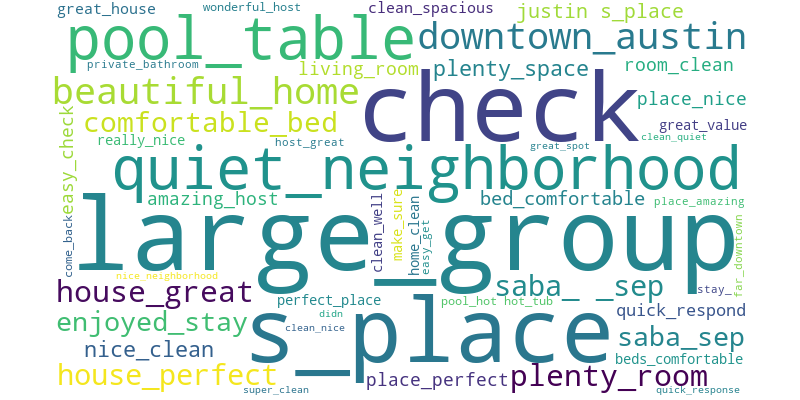 great_house wonderful_host clean_spacious justin s_place
pool_table downtown_austin
private_bathroom living_room plenty_space room_clean
beautiful_home check place_nice
comfortable_bed great_value
easy_check really_nice host_great great_spot clean_quiet
quiet_neighborhood
amazing_host clean_well make_sure home_clean easy_get bed_comfortable place_amazing
large_group
come_back far_downtown
nice_neighborhood saba_ _sep stay_
house_great perfect_place pool_hot hot_tub quick_respond
enjoyed_stay didn s_place saba_sep
clean_nice
nice_clean beds_comfortable
house_perfect place_perfect plenty_room
super_clean quick_response